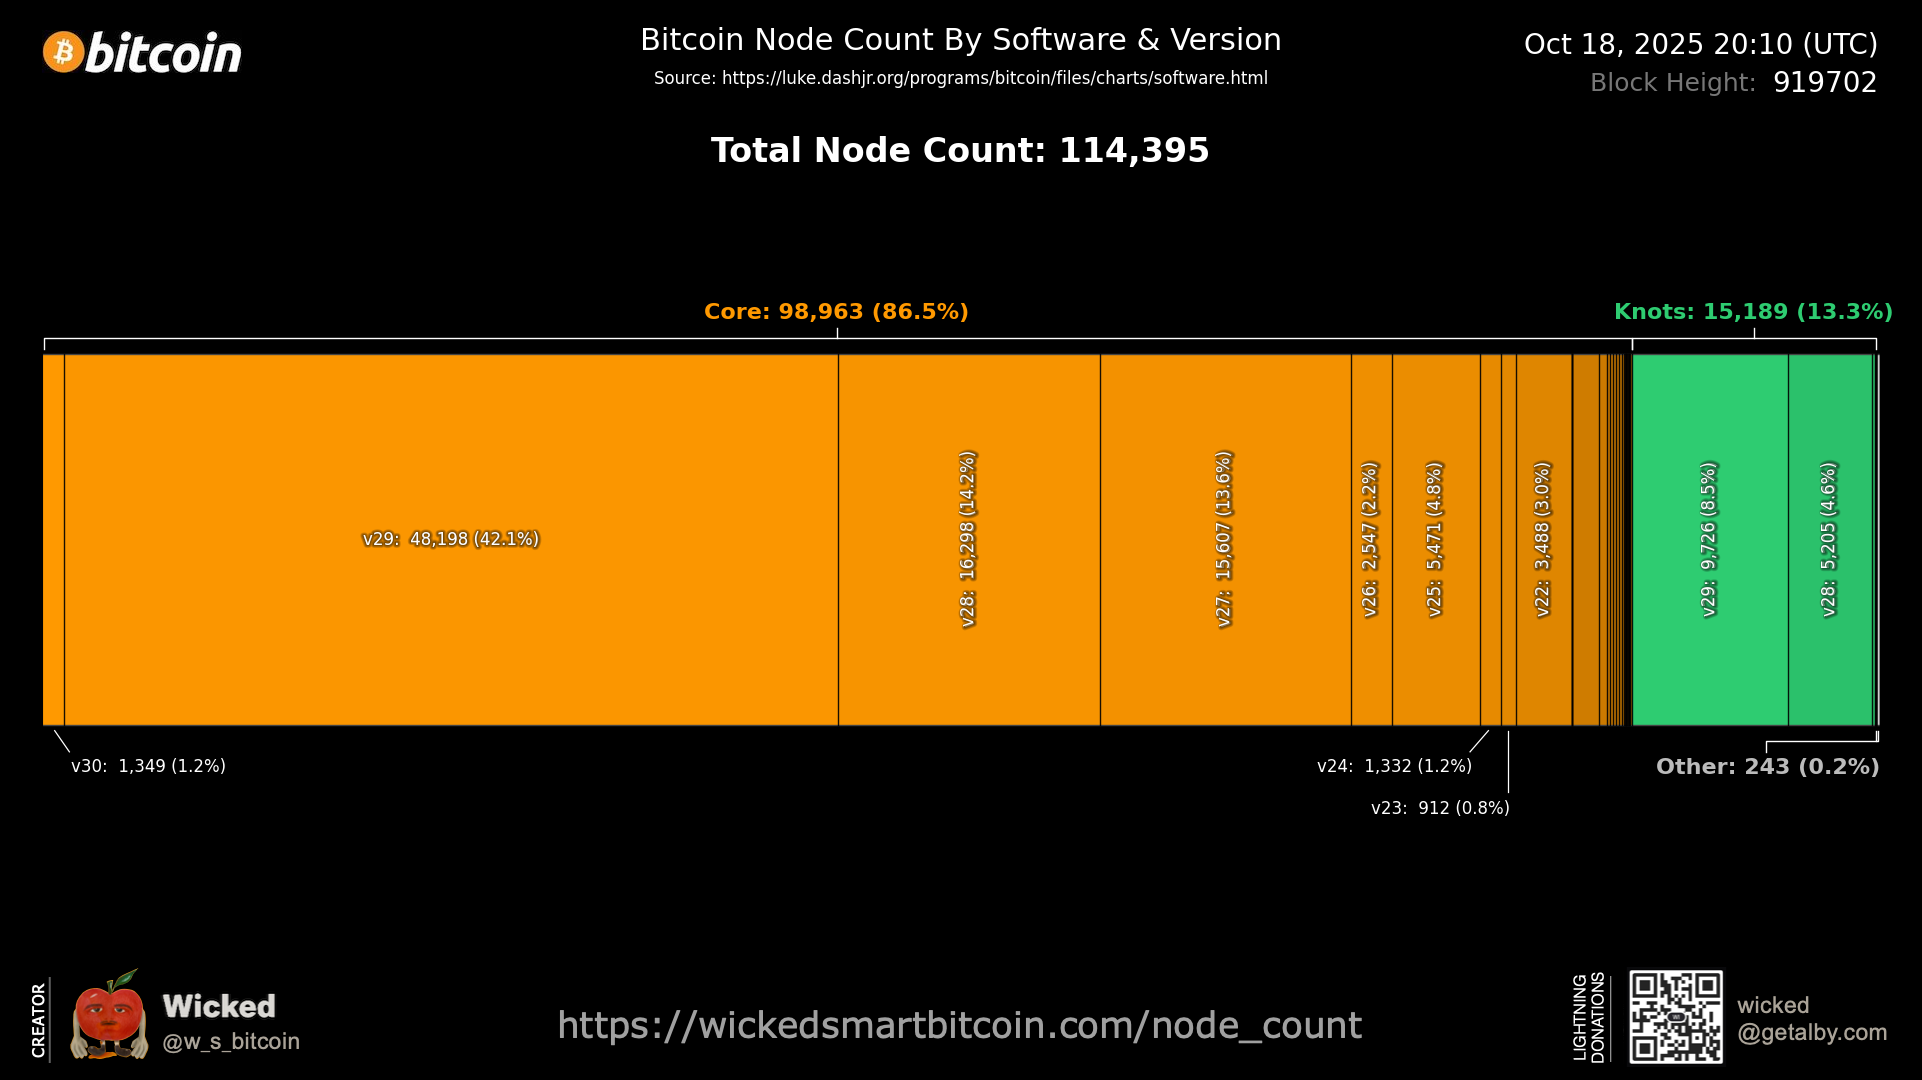 bitcoin
Bitcoin Node Count By Software & Version
Source: https://luke.dashjr.org/programs/bitcoin/files/charts/software.html
Oct 18, 2025 20:10 (UTC)
Block Height: 919702
Total Node Count: 114,395
Core: 98,963 (86.5%)
Knots: 15,189 (13.3%)
v29: 48,198 (42.1%)
v28: 16,298 (14.2%)
v27: 15,607 (13.6%)
v26: 2,547 (2.2%)
v25: 5,471 (4.8%)
v22: 3,488 (3.0%)
v29: 9,726 (8.5%)
v28: 5,205 (4.6%)
v30: 1,349 (1.2%)
v24: 1,332 (1.2%)
v23: 912 (0.8%)
Other: 243 (0.2%)
CREATOR
Wicked
@w_s_bitcoin
https://wickedsmartbitcoin.com/node_count
LIGHTNING
DONATIONS
wicked
@getalby.com